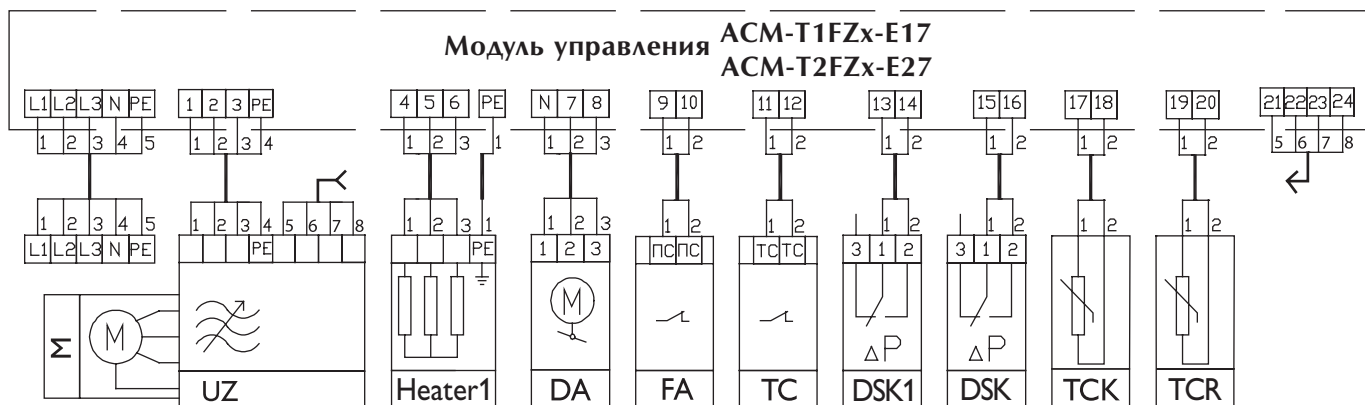 Модуль управления ACM-T1FZx-E17
ACM-T2FZx-E27
L1 L2 L3 N PE 1 2 3 PE 4 5 6 PE N 7 8 9 10 11 12 13 14 15 16 17 18 19 20 21 22 23 24
1 2 3 4 5 1 2 3 4 1 2 3 1 1 2 3 1 2 1 2 1 2 1 2 1 2 1 2 5 6 7 8
1 2 3 4 5 1 2 3 4 5 6 7 8 1 2 3 1 1 2 3 1 2 1 2 1 2 1 2 1 2 1 2
L1 L2 L3 N PE PE PE 1 2 3 ПС ПС ТС ТС 3 1 2 3 1 2
M M M
ΔP ΔP
UZ Heater1 DA FA TC DSK1 DSK TCK TCR